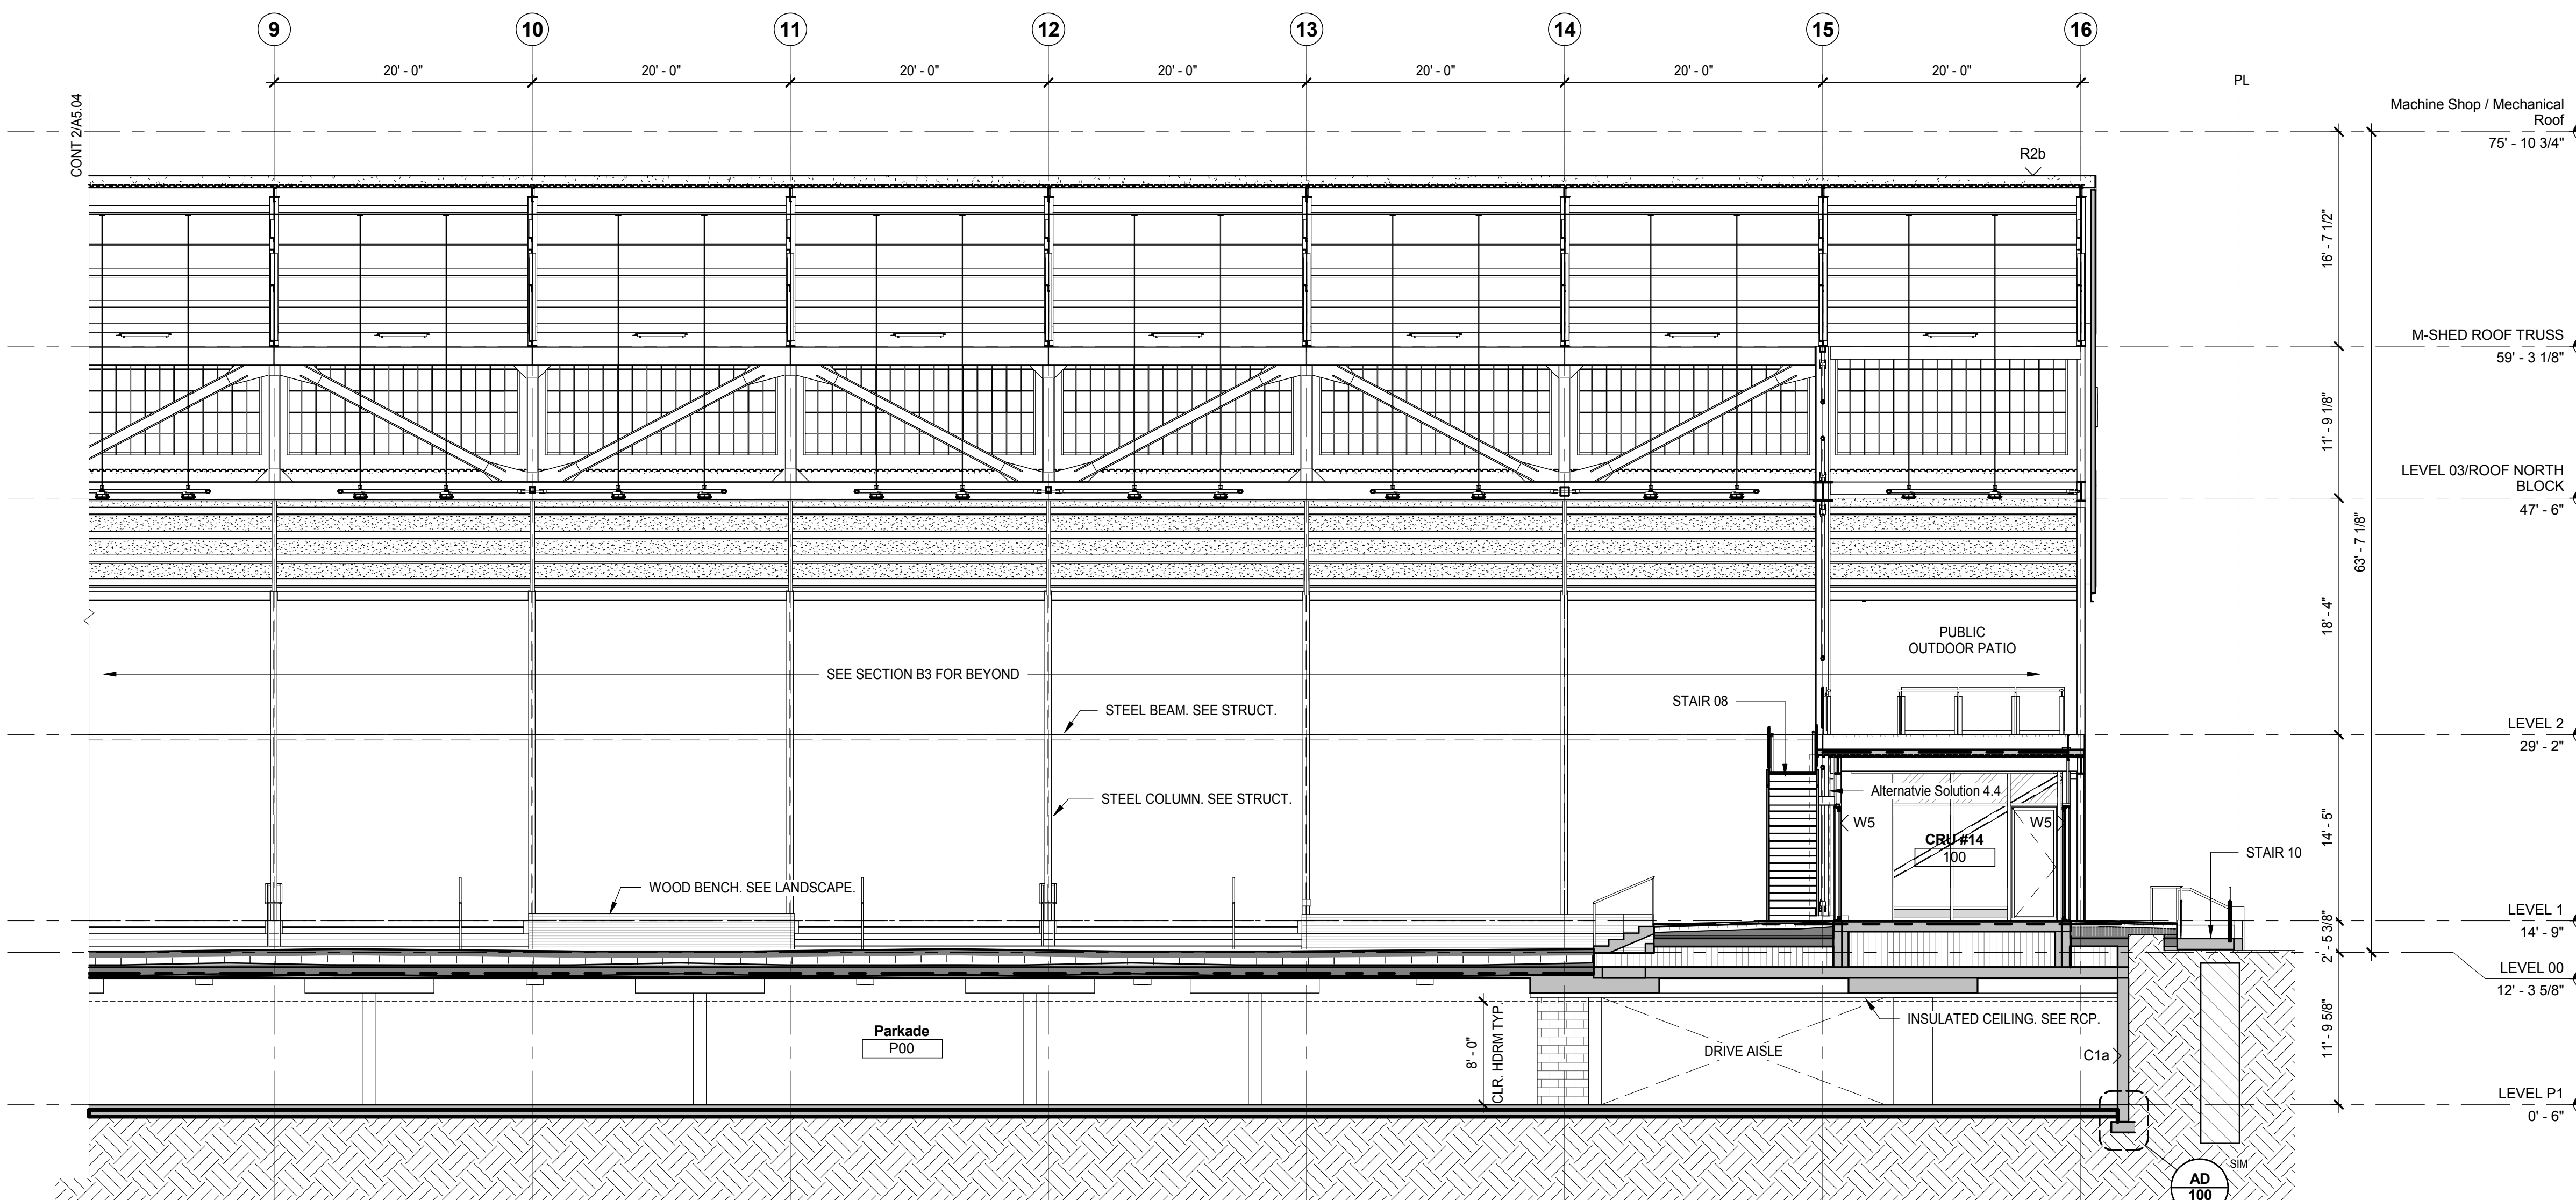 9
10
11
12
13
14
15
16
20' - 0"
20' - 0"
20' - 0"
20' - 0"
20' - 0"
20' - 0"
20' - 0"
PL
CONT 2/A5.04
Machine Shop / Mechanical
Roof
75' - 10 3/4"
R2b
16' - 7 1/2"
M-SHED ROOF TRUSS
59' - 3 1/8"
11' - 9 1/8"
LEVEL 03/ROOF NORTH
BLOCK
47' - 6"
63' - 7 1/8"
18' - 4"
PUBLIC
OUTDOOR PATIO
SEE SECTION B3 FOR BEYOND
STAIR 08
STEEL BEAM. SEE STRUCT.
LEVEL 2
29' - 2"
Alternatvie Solution 4.4
STEEL COLUMN. SEE STRUCT.
W5
W5
CRU #14
100
14' - 5"
STAIR 10
WOOD BENCH. SEE LANDSCAPE.
LEVEL 1
14' - 9"
2' - 5 3/8"
LEVEL 00
12' - 3 5/8"
INSULATED CEILING. SEE RCP.
Parkade
P00
8' - 0"
CLR. HDRM TYP.
DRIVE AISLE
C1a
11' - 9 5/8"
LEVEL P1
0' - 6"
SIM
AD
100